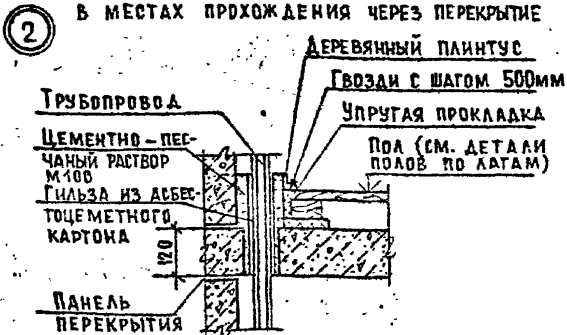 2
В МЕСТАХ ПРОХОЖДЕНИЯ ЧЕРЕЗ ПЕРЕКРЫТИЕ
ДЕРЕВЯННЫЙ ПЛИНТУС
ГВОЗДИ С ШАГОМ 500ММ
УПРУГАЯ ПРОКЛАДКА
ПОЛ (СМ. ДЕТАЛИ
ПОЛОВ ПО ЛАГАМ)
ТРУБОПРОВОД
ЦЕМЕНТНО-ПЕС-
ЧАНЫЙ РАСТВОР
М100
ГИЛЬЗА ИЗ АСБЕС-
ТОЦЕМЕТНОГО
КАРТОНА
120
ПАНЕЛЬ
ПЕРЕКРЫТИЯ